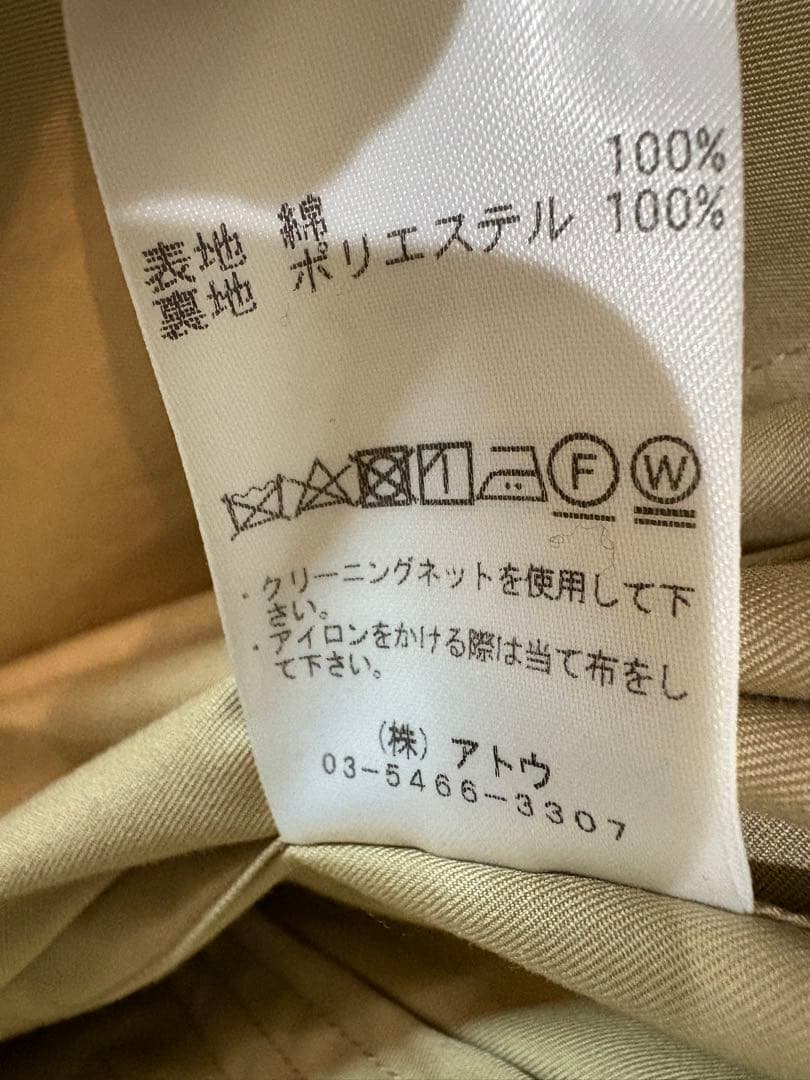 表地 綿 100%
裏地 ポリエステル 100%
F W
・クリーニングネットを使用して下
さい。
・アイロンをかける際は当て布をし
て下さい。
(株) アトウ
03-5466-3307